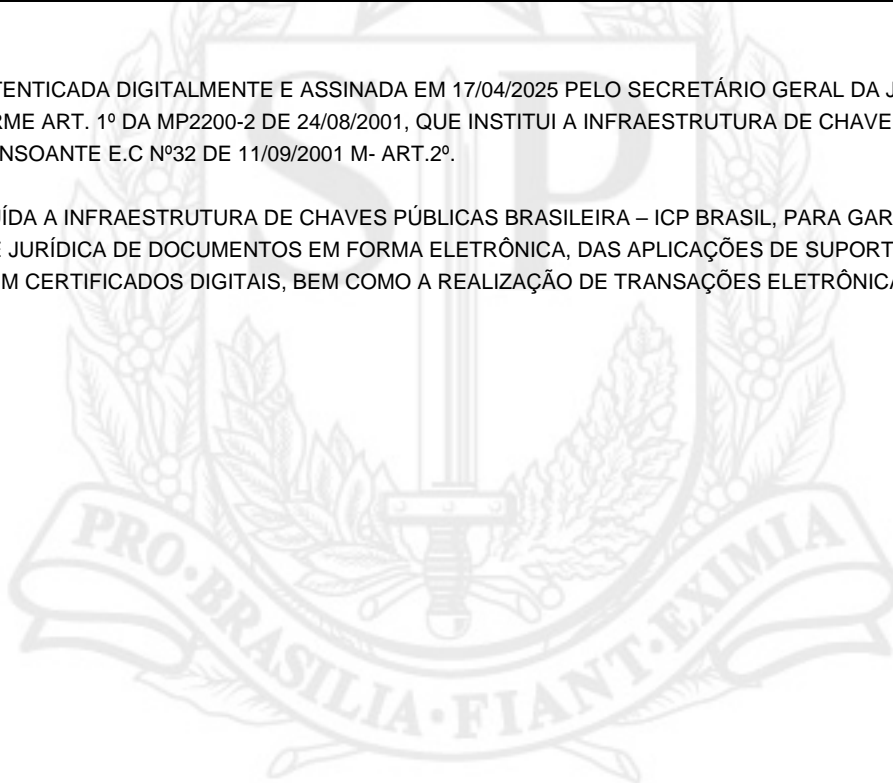 TENTICADA DIGITALMENTE E ASSINADA EM 17/04/2025 PELO SECRETÁRIO GERAL DA J
RME ART. 1º DA MP2200-2 DE 24/08/2001, QUE INSTITUI A INFRAESTRUTURA DE CHAVE
NSOANTE E.C Nº32 DE 11/09/2001 M- ART.2º.
ÍDA A INFRAESTRUTURA DE CHAVES PÚBLICAS BRASILEIRA – ICP BRASIL, PARA GAR
E JURÍDICA DE DOCUMENTOS EM FORMA ELETRÔNICA, DAS APLICAÇÕES DE SUPORT
M CERTIFICADOS DIGITAIS, BEM COMO A REALIZAÇÃO DE TRANSAÇÕES ELETRÔNICA
SP
PRO·BRASILIA·FIANT·EXIMIA